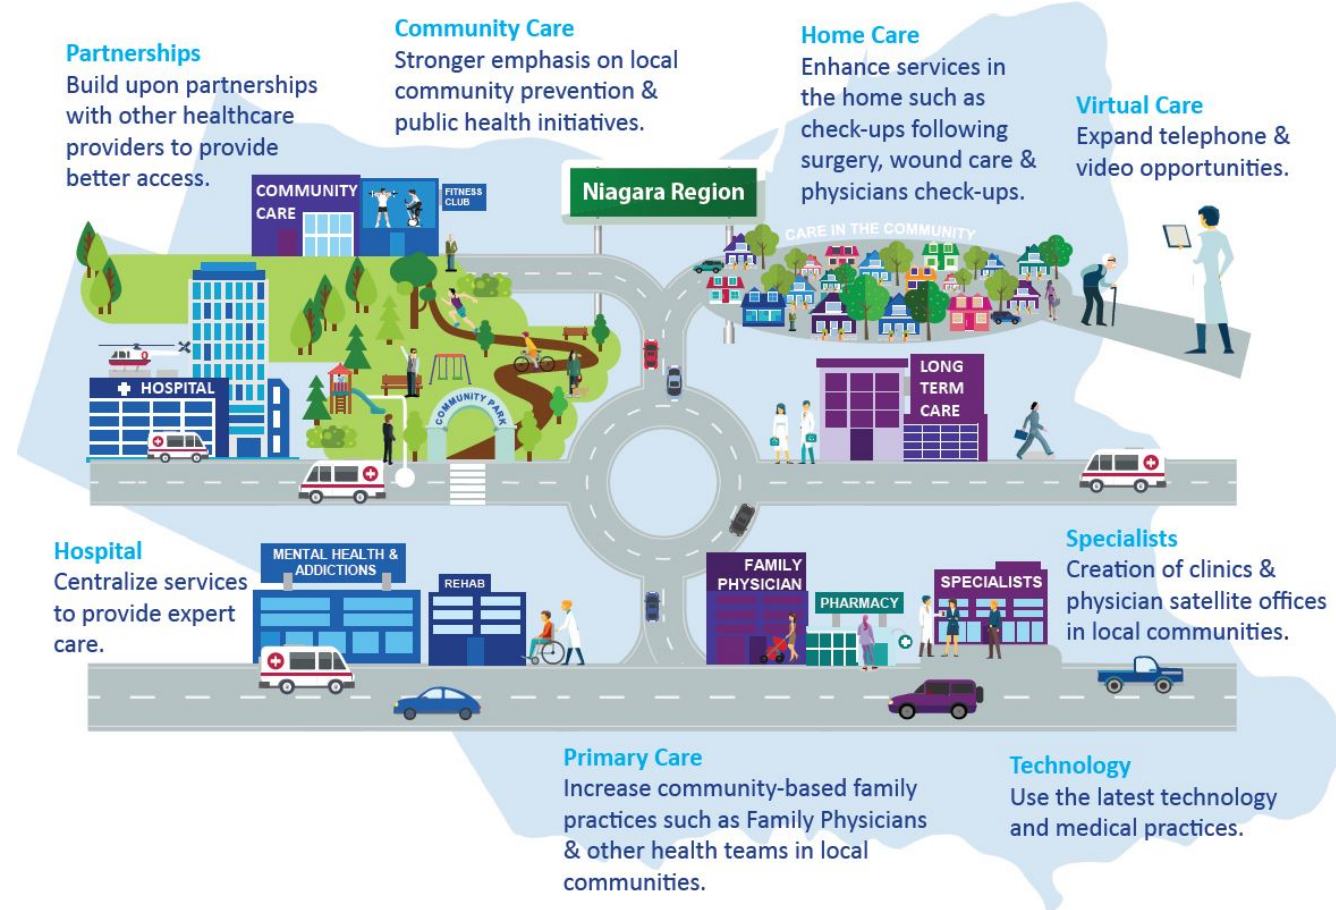 Partnerships
Build upon partnerships
with other healthcare
providers to provide
better access.
Community Care
Stronger emphasis on local
community prevention &
public health initiatives.
Home Care
Enhance services in
the home such as
check-ups following
surgery, wound care &
physicians check-ups.
Virtual Care
Expand telephone &
video opportunities.
COMMUNITY
CARE
FITNESS
CLUB
Niagara Region
CARE IN THE COMMUNITY
HOSPITAL
COMMUNITY PARK
LONG
TERM
CARE
Hospital
Centralize services
to provide expert
care.
MENTAL HEALTH &
ADDICTIONS
REHAB
FAMILY
PHYSICIAN
PHARMACY
SPECIALISTS
Specialists
Creation of clinics &
physician satellite offices
in local communities.
Primary Care
Increase community-based family
practices such as Family Physicians
& other health teams in local
communities.
Technology
Use the latest technology
and medical practices.